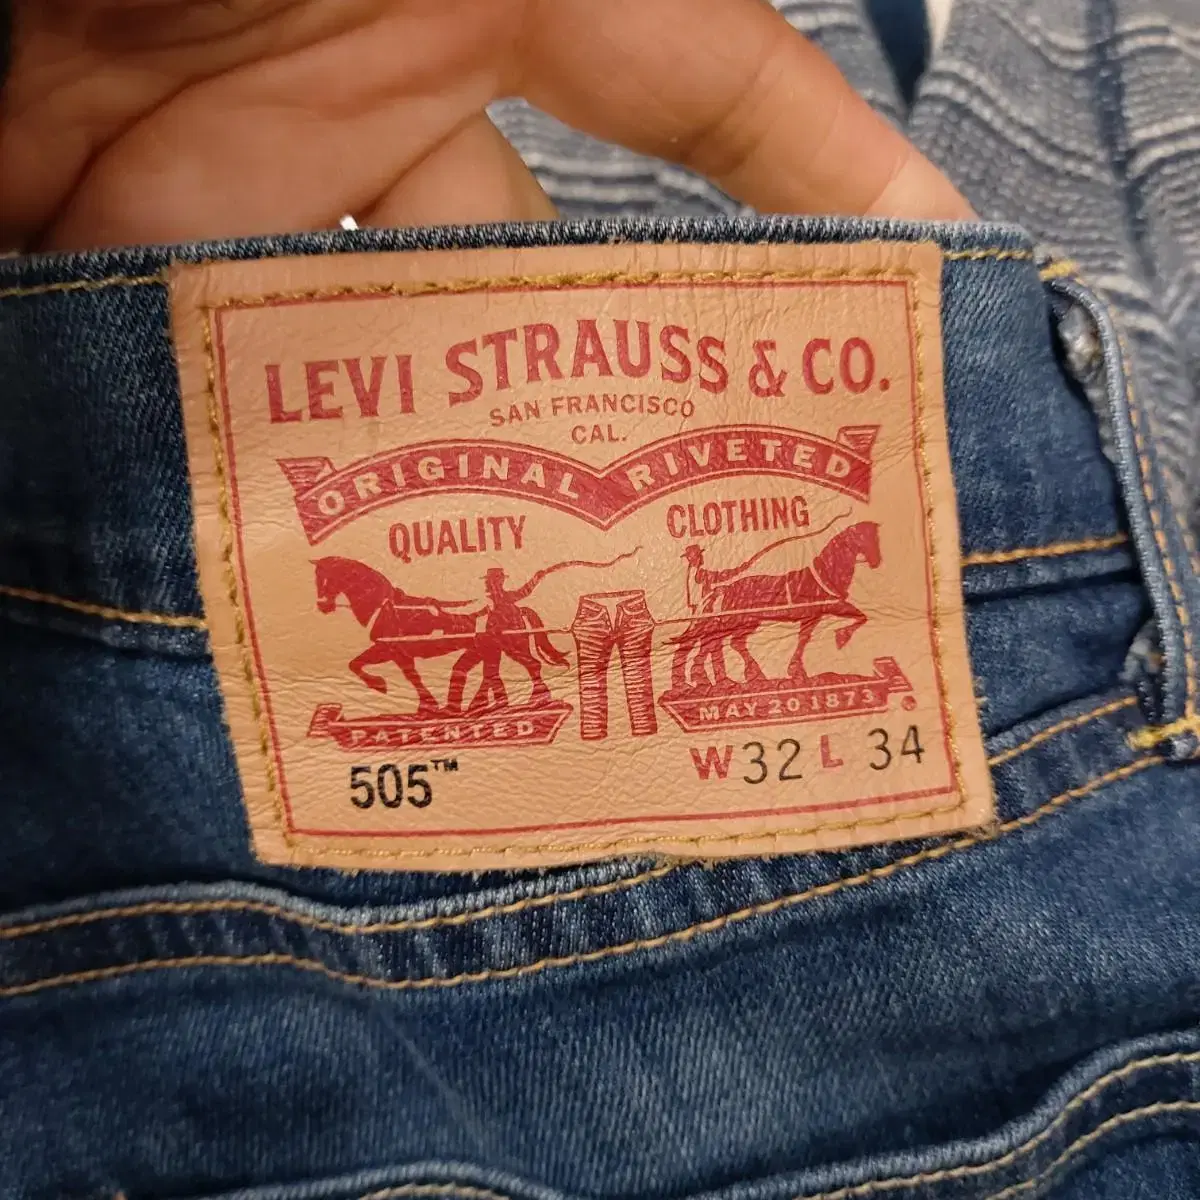 LEVI STRAUSS & CO.
SAN FRANCISCO
CAL.
ORIGINAL RIVETED
QUALITY CLOTHING
PATENTED MAY 20 1873
505™ W32 L 34